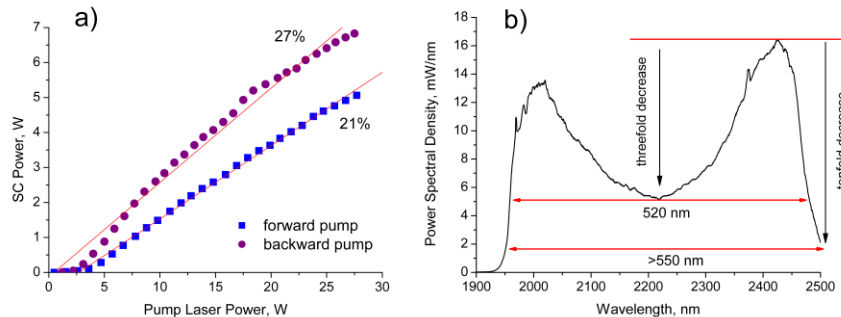 a)
7
6
5
4
3
2
1
0
SC Power, W
27%
21%
forward pump
backward pump
0 5 10 15 20 25 30
Pump Laser Power, W
b)
18
16
14
12
10
8
6
4
2
0
Power Spectral Density, mW/nm
threefold decrease
tenfold decrease
520 nm
>550 nm
1900 2000 2100 2200 2300 2400 2500
Wavelength, nm